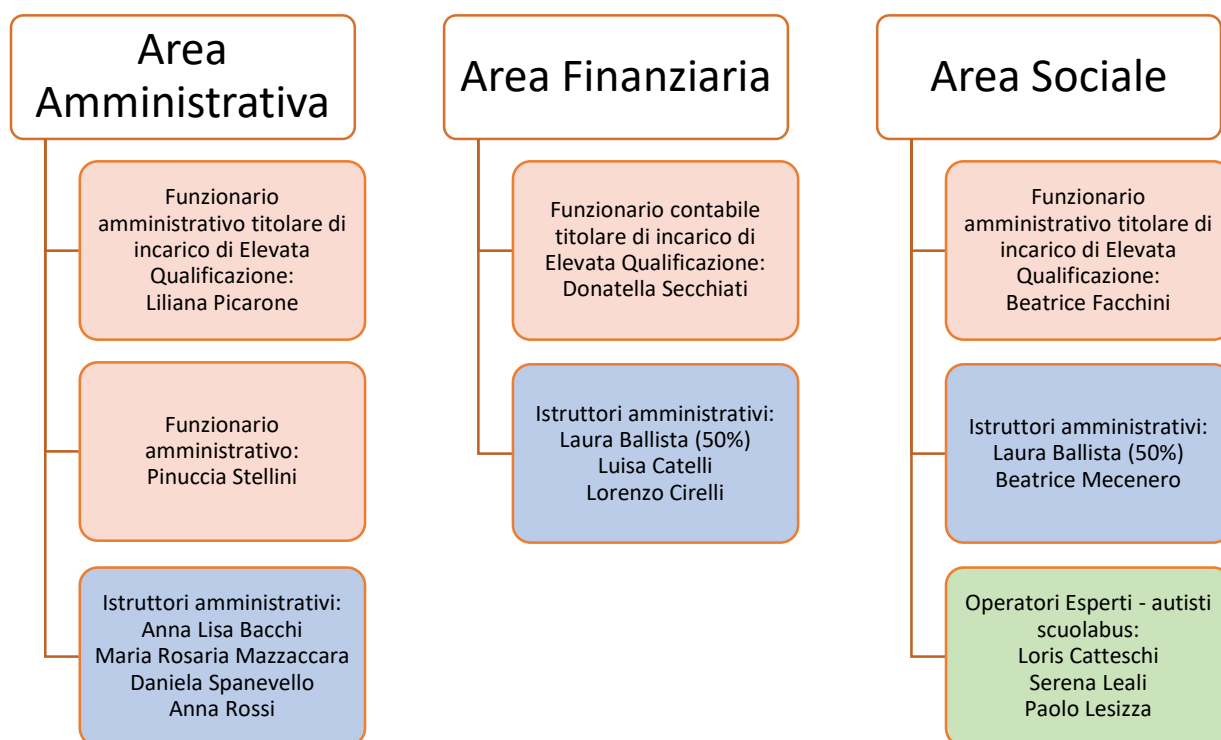 Area
Amministrativa
Funzionario
amministrativo titolare di
incarico di Elevata
Qualificazione:
Liliana Picarone
Funzionario
amministrativo:
Pinuccia Stellini
Istruttori amministrativi:
Anna Lisa Bacchi
Maria Rosaria Mazzaccara
Daniela Spanevello
Anna Rossi
Area Finanziaria
Funzionario contabile
titolare di incarico di
Elevata Qualificazione:
Donatella Secchiati
Istruttori amministrativi:
Laura Ballista (50%)
Luisa Catelli
Lorenzo Cirelli
Area Sociale
Funzionario
amministrativo titolare di
incarico di Elevata
Qualificazione:
Beatrice Facchini
Istruttori amministrativi:
Laura Ballista (50%)
Beatrice Mecenero
Operatori Esperti - autisti
scuolabus:
Loris Catteschi
Serena Leali
Paolo Lesizza